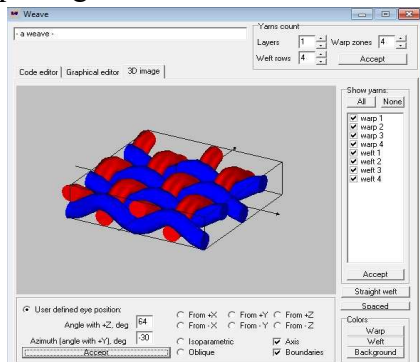 Weave
- a weave -
Yarns count
Layers 1 Warp zones 4
Weft rows 4 Accept
Code editor Graphical editor 3D image
Show yarns:
All None
warp 1
warp 2
warp 3
warp 4
weft 1
weft 2
weft 3
weft 4
Accept
Straight weft
Spaced
User defined eye position:
Angle with +Z, deg 64
Azimuth (angle with +Y), deg -30
Accept
From +X From +Y From +Z
From - X From - Y From - Z
Isoparametric Axis
Oblique Boundaries
Colors
Warp
Weft
Background